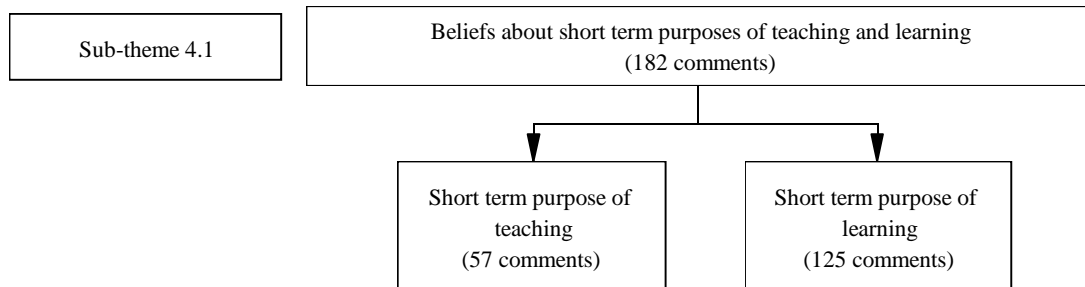 Sub-theme 4.1
Beliefs about short term purposes of teaching and learning
(182 comments)
Short term purpose of
teaching
(57 comments)
Short term purpose of
learning
(125 comments)